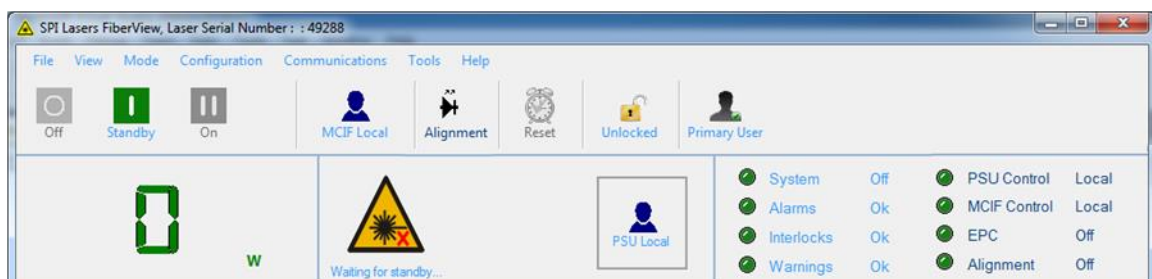 SPI Lasers FiberView, Laser Serial Number : : 49288
File View Mode Configuration Communications Tools Help
Off Standby On MCIF Local Alignment Reset Unlocked Primary User
0 W
Waiting for standby...
PSU Local
System Off PSU Control Local
Alarms Ok MCIF Control Local
Interlocks Ok EPC Off
Warnings Ok Alignment Off